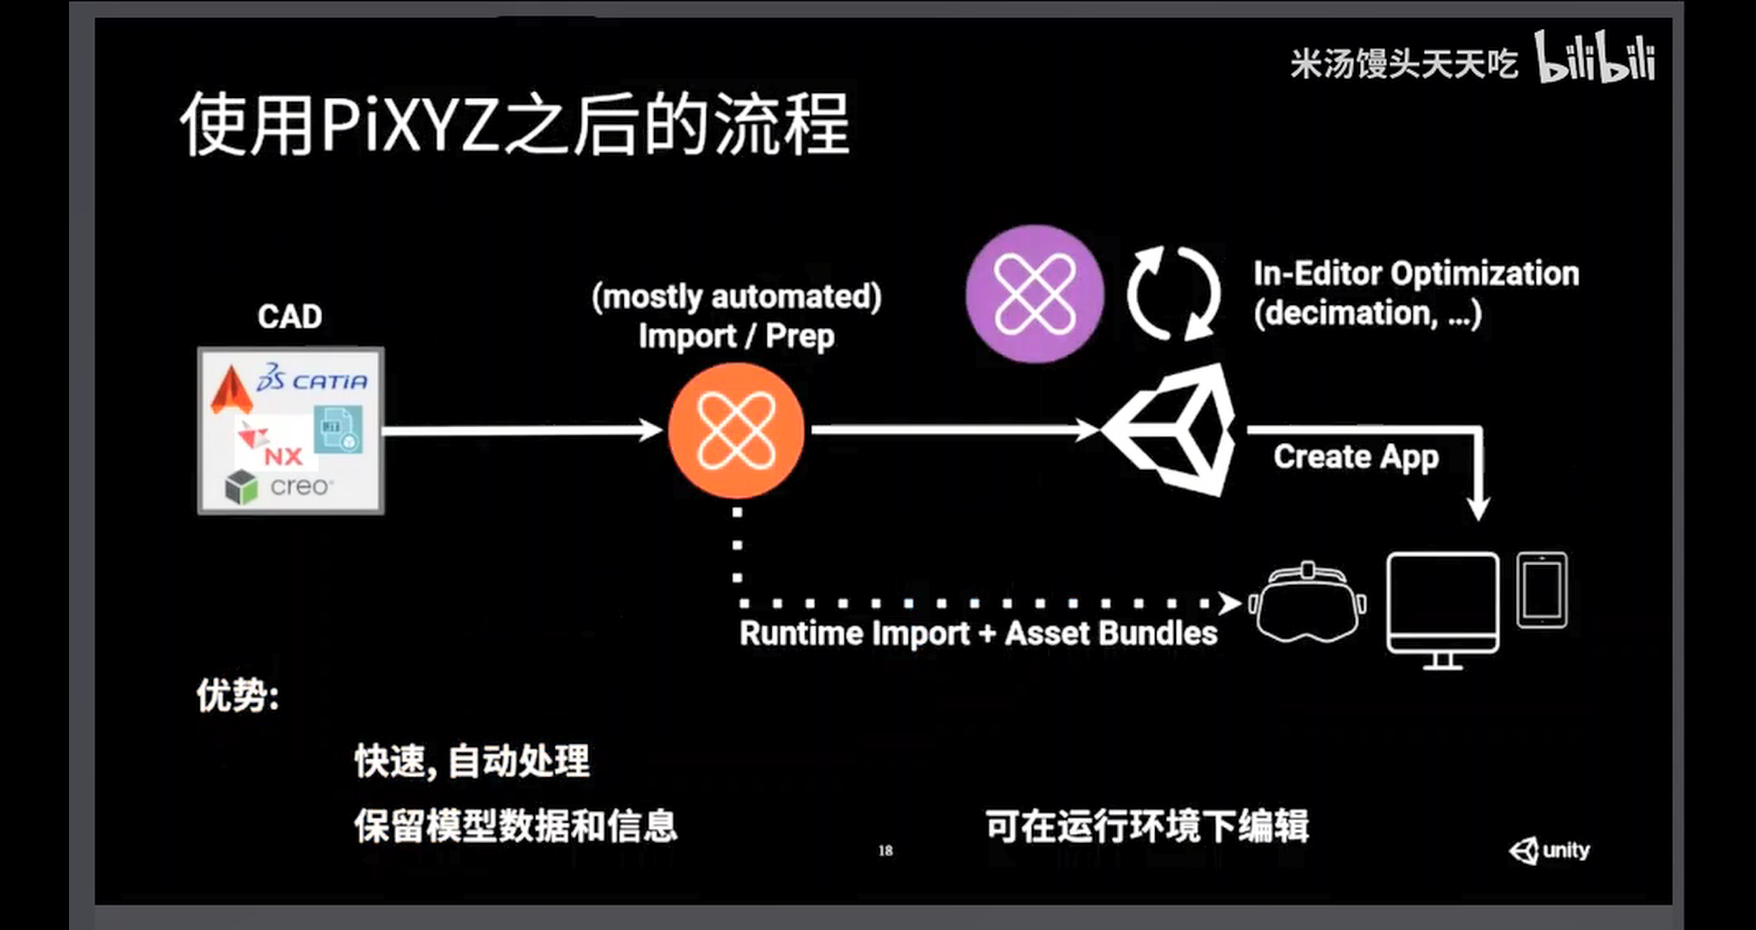 米汤馒头天天吃 bilibili
使用PiXYZ之后的流程
In-Editor Optimization
(decimation, ...)
(mostly automated)
Import / Prep
CAD
CATIA
JT
NX
creo
Create App
Runtime Import + Asset Bundles
优势:
快速, 自动处理
保留模型数据和信息
可在运行环境下编辑
18
unity